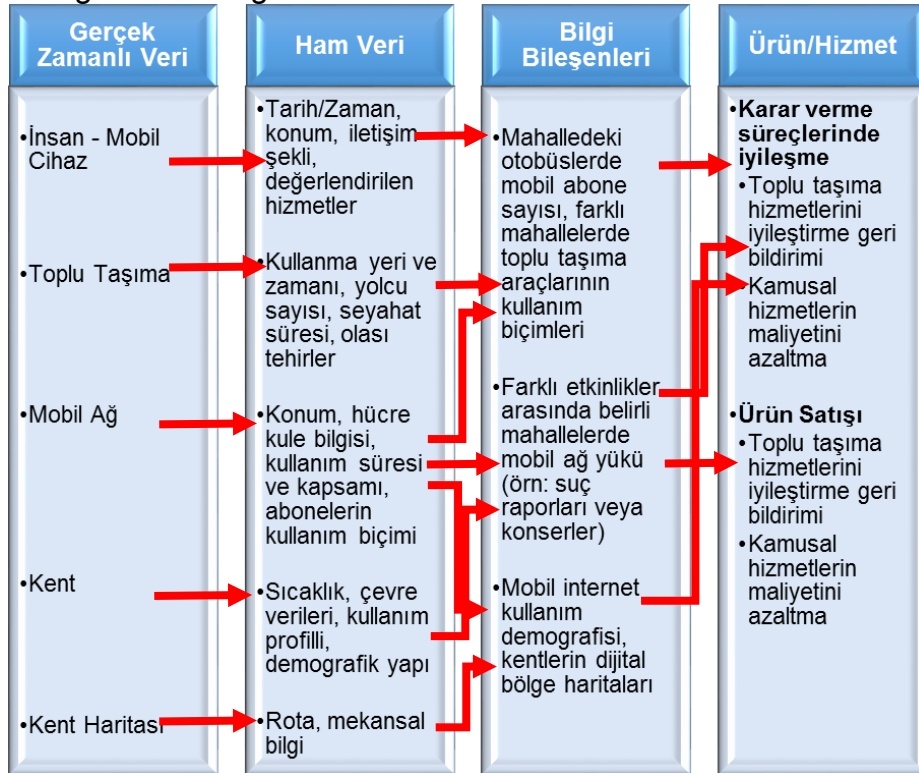 Gerçek
Zamanlı Veri
•İnsan - Mobil
Cihaz
•Toplu Taşıma
•Mobil Ağ
•Kent
•Kent Haritası
Ham Veri
•Tarih/Zaman,
konum, iletişim
şekli,
değerlendirilen
hizmetler
•Kullanma yeri ve
zamanı, yolcu
sayısı, seyahat
süresi, olası
tehirler
•Konum, hücre
kule bilgisi,
kullanım süresi
ve kapsamı,
abonelerin
kullanım biçimi
•Sıcaklık, çevre
verileri, kullanım
profilli,
demografik yapı
•Rota, mekansal
bilgi
Bilgi
Bileşenleri
•Mahalledeki
otobüslerde
mobil abone
sayısı, farklı
mahallelerde
toplu taşıma
araçlarının
kullanım
biçimleri
•Farklı etkinlikler
arasında belirli
mahallelerde
mobil ağ yükü
(örn: suç
raporları veya
konserler)
•Mobil internet
kullanım
demografisi,
kentlerin dijital
bölge haritaları
Ürün/Hizmet
•Karar verme
süreçlerinde
iyileşme
•Toplu taşıma
hizmetlerini
iyileştirme geri
bildirimi
•Kamusal
hizmetlerin
maliyetini
azaltma
•Ürün Satışı
•Toplu taşıma
hizmetlerini
iyileştirme geri
bildirimi
•Kamusal
hizmetlerin
maliyetini
azaltma